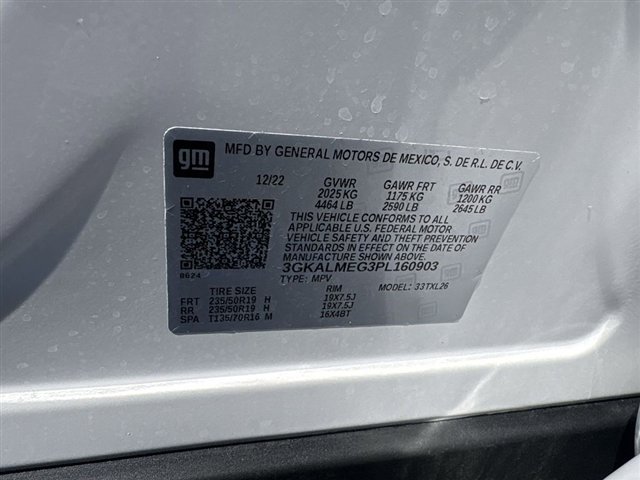 gm
MFD BY GENERAL MOTORS DE MEXICO, S. DE R.L. DE C.V.
12/22 GVWR GAWR FRT GAWR RR
2025 KG 1175 KG 1200 KG
4464 LB 2590 LB 2645 LB
THIS VEHICLE CONFORMS TO ALL
APPLICABLE U.S. FEDERAL MOTOR
VEHICLE SAFETY AND THEFT PREVENTION
STANDARDS IN EFFECT ON THE DATE OF
MANUFACTURE SHOWN ABOVE.
8624 3GKALMEG3PL160903
TYPE: MPV MODEL: 33TXL26
TIRE SIZE RIM
FRT 235/50R19 H 19X7.5J
RR 235/50R19 H 19X7.5J
SPA T135/70R16 M 16X4BT